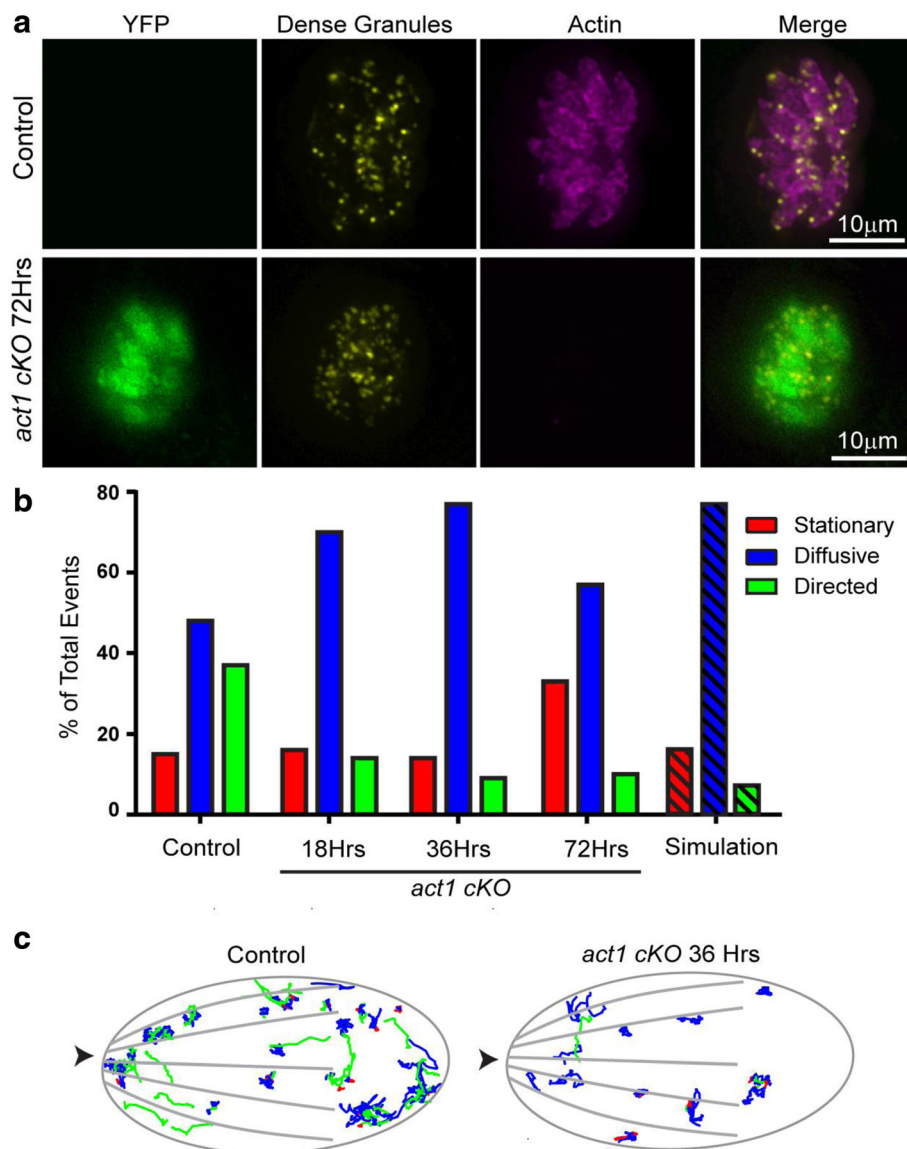 a
YFP Dense Granules Actin Merge
Control
10μm
act1 cKO 72Hrs
10μm
b
% of Total Events
80
60
40
20
0
Stationary
Diffusive
Directed
Control 18Hrs 36Hrs 72Hrs Simulation
act1 cKO
c
Control act1 cKO 36 Hrs